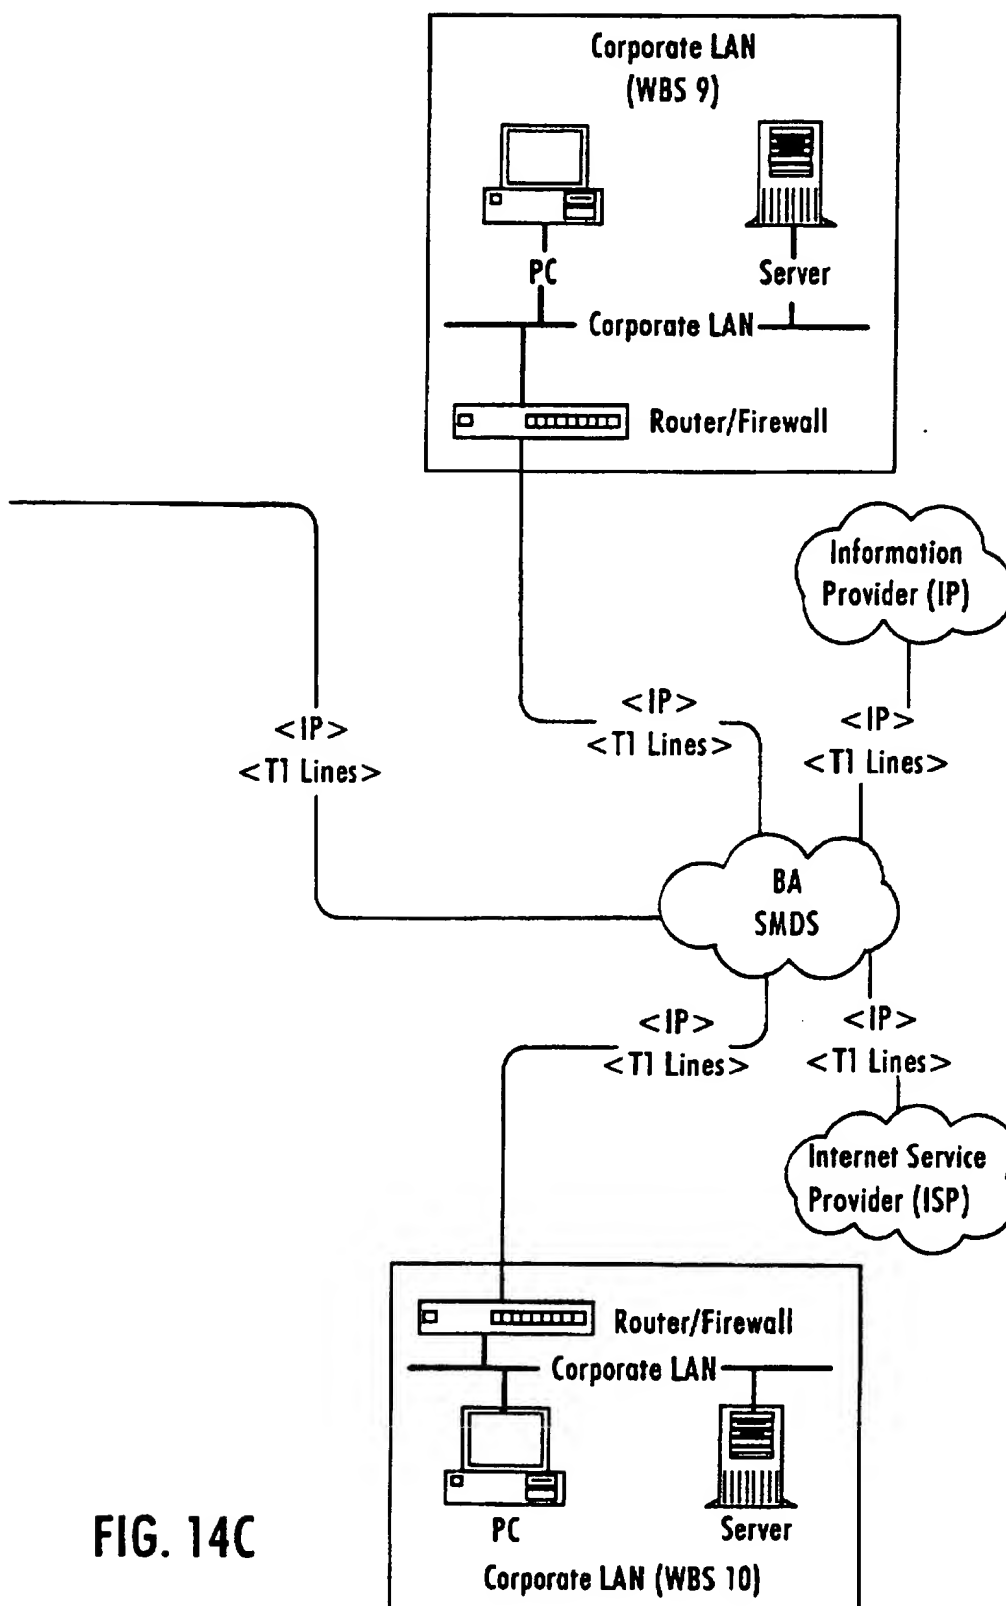 Corporate LAN
(WBS 9)
PC
Server
Corporate LAN
Router/Firewall
Information
Provider (IP)
<IP>
<T1 Lines>
<IP>
<T1 Lines>
<IP>
<T1 Lines>
BA
SMDS
<IP>
<T1 Lines>
<IP>
<T1 Lines>
Internet Service
Provider (ISP)
Router/Firewall
Corporate LAN
PC
Server
Corporate LAN (WBS 10)
FIG. 14C